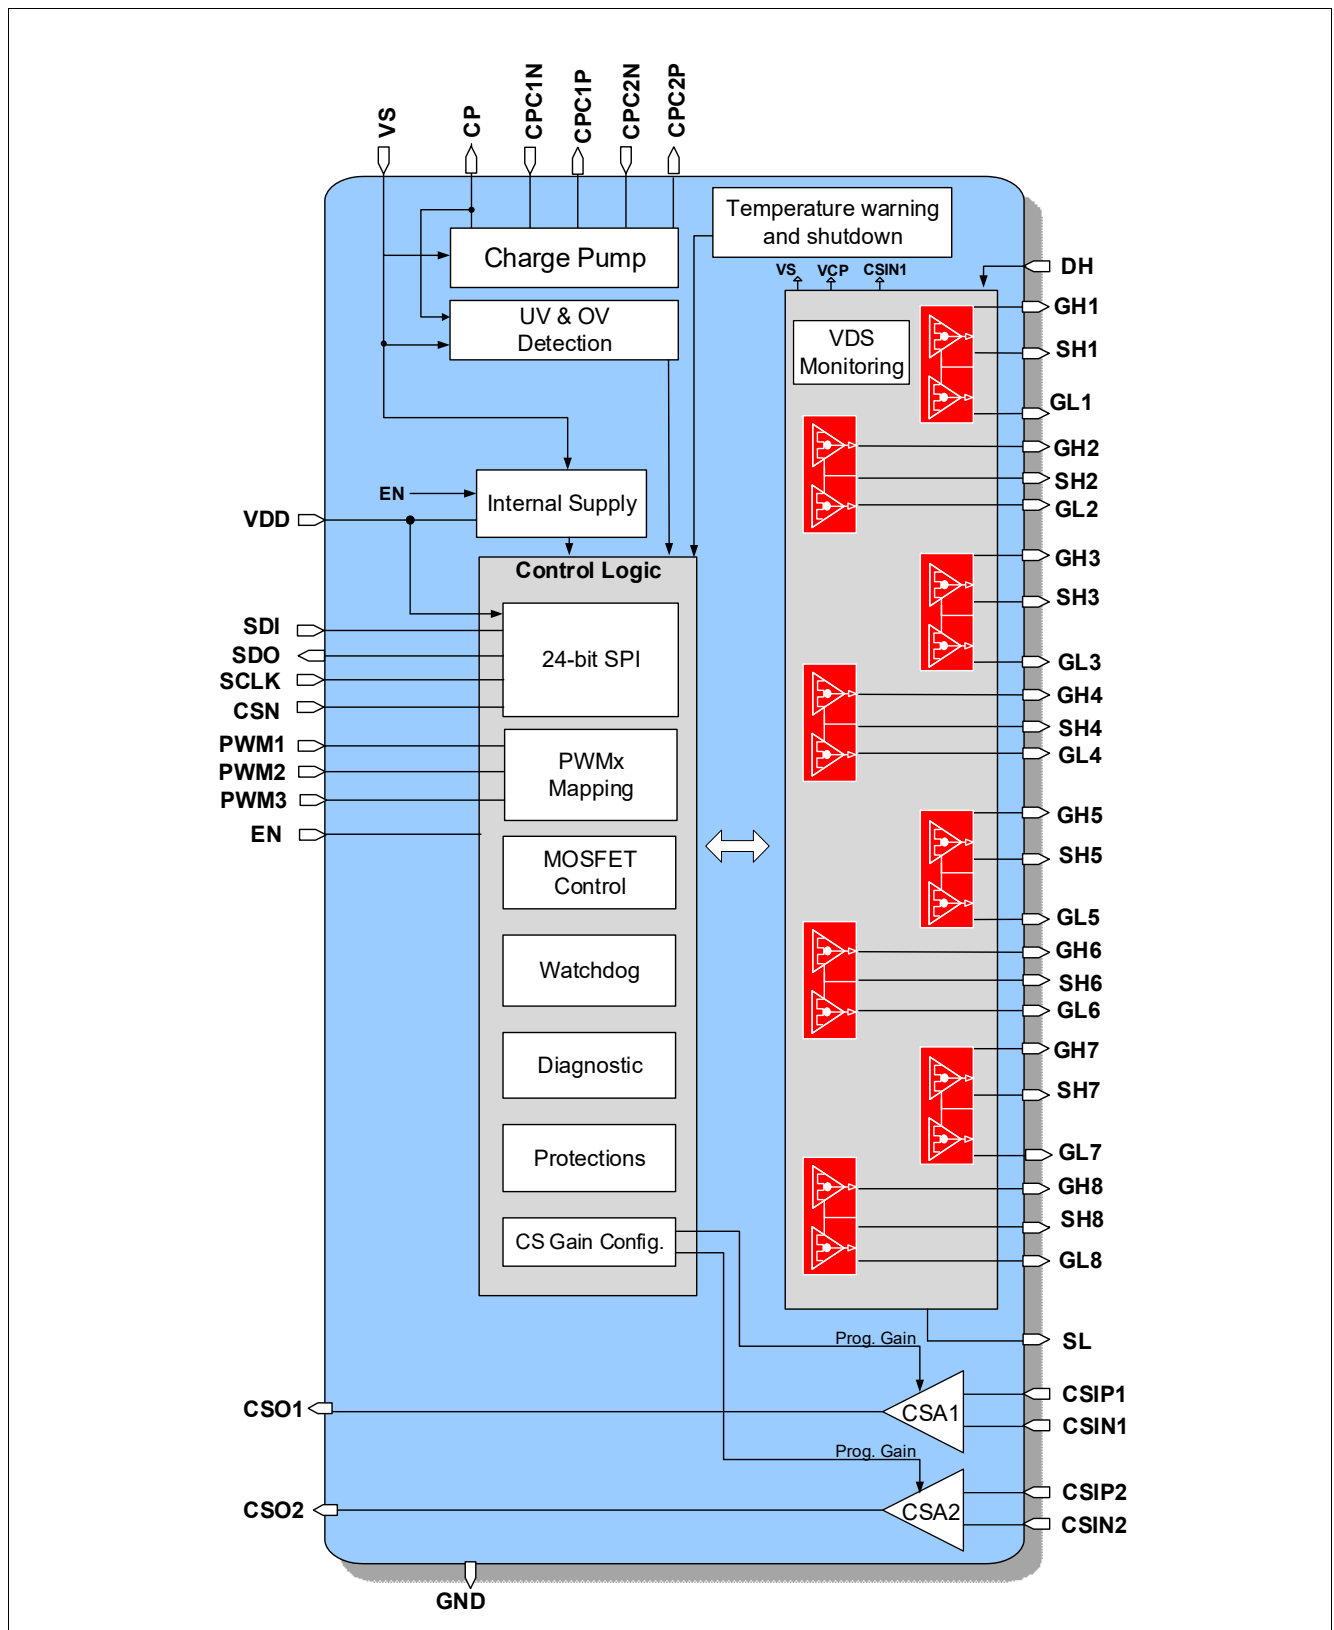 VS
CP
CPC1N
CPC1P
CPC2N
CPC2P
Temperature warning
and shutdown
Charge Pump
VS
VCP
CSIN1
DH
UV & OV
Detection
VDS
Monitoring
GH1
SH1
GL1
GH2
SH2
GL2
EN
Internal Supply
VDD
GH3
SH3
GL3
Control Logic
24-bit SPI
SDI
SDO
SCLK
CSN
GH4
SH4
GL4
PWM1
PWM2
PWM3
EN
PWMx
Mapping
MOSFET
Control
GH5
SH5
GL5
Watchdog
GH6
SH6
GL6
Diagnostic
GH7
SH7
GL7
Protections
GH8
SH8
GL8
CS Gain Config.
Prog. Gain
SL
CSO1
CSA1
CSIP1
CSIN1
Prog. Gain
CSO2
CSA2
CSIP2
CSIN2
GND